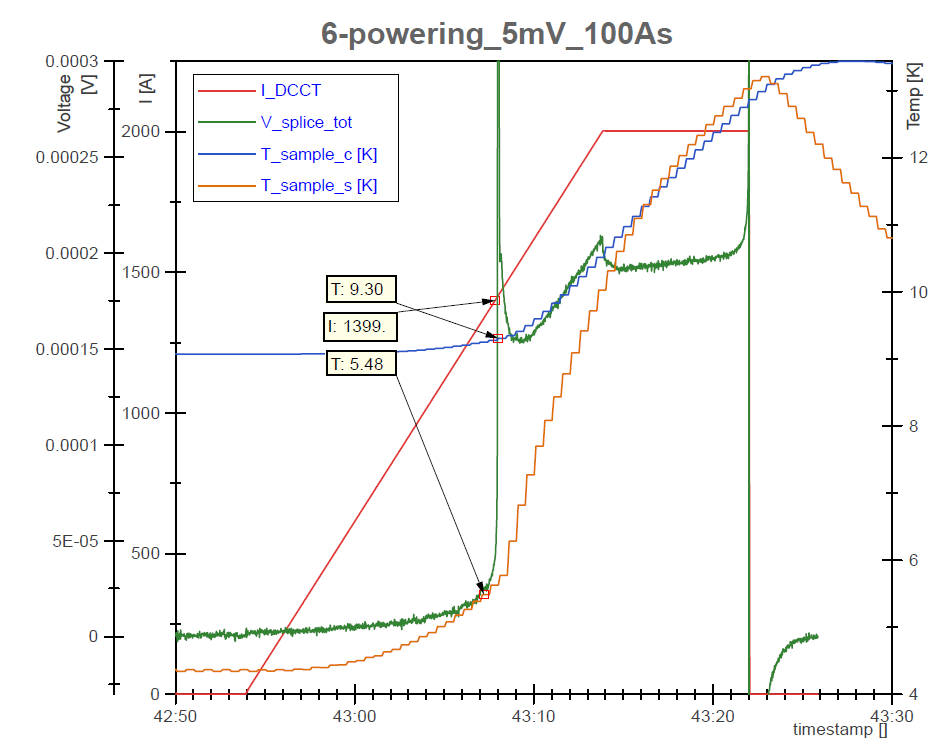 6-powering_5mV_100As
Voltage [V]
I [A]
Temp [K]
I_DCCT
V_splice_tot
T_sample_c [K]
T_sample_s [K]
0.0003
0.00025
0.0002
0.00015
0.0001
5E-05
0
2000
1500
1000
500
0
T: 9.30
I: 1399.
T: 5.48
12
10
8
6
4
42:50
43:00
43:10
43:20
43:30
timestamp []